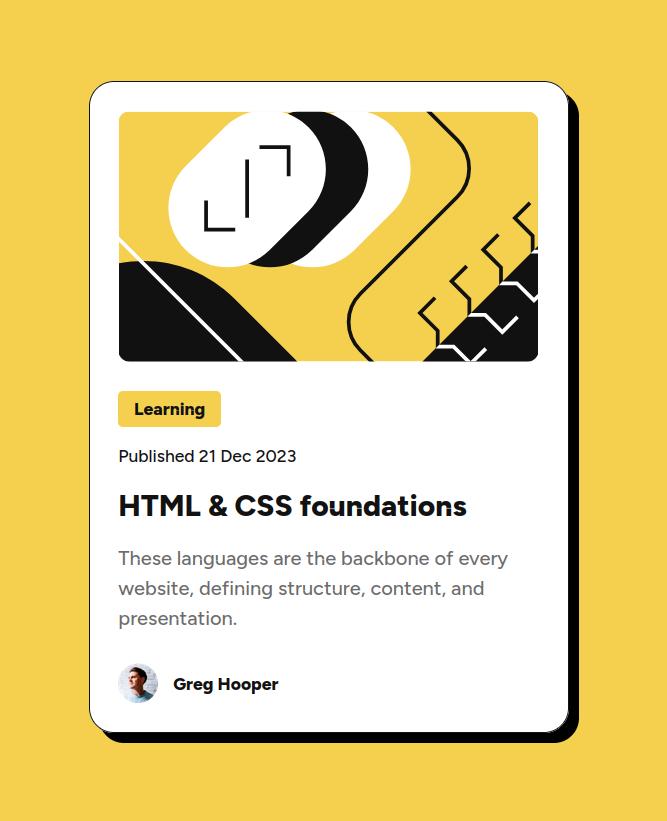 Learning
Published 21 Dec 2023
HTML & CSS foundations
These languages are the backbone of every
website, defining structure, content, and
presentation.
Greg Hooper